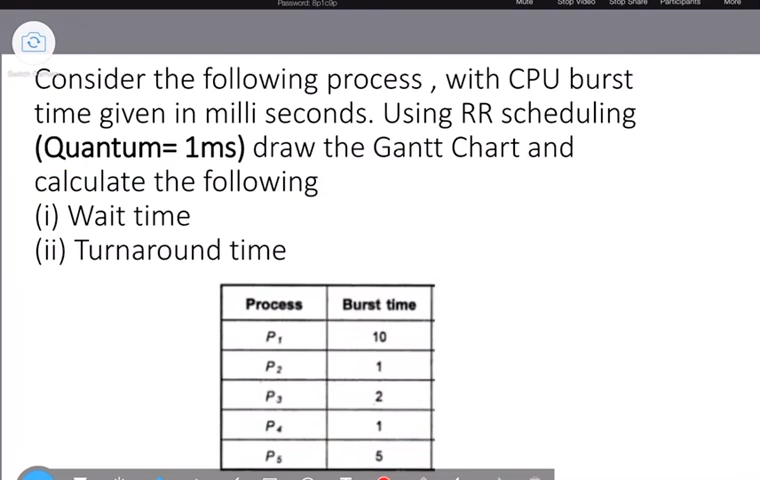 Password: 8p1c9p
Mute Stop Video Stop Share Participants More
Consider the following process , with CPU burst
time given in milli seconds. Using RR scheduling
(Quantum= 1ms) draw the Gantt Chart and
calculate the following
(i) Wait time
(ii) Turnaround time
Process Burst time
P₁ 10
P₂ 1
P₃ 2
P₄ 1
P₅ 5